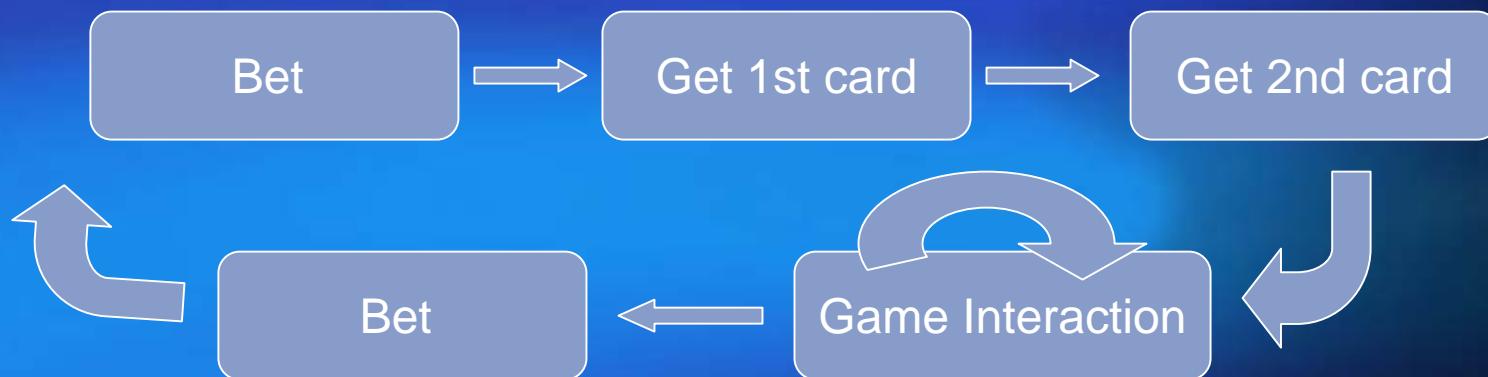 Bet
Get 1st card
Get 2nd card
Bet
Game Interaction